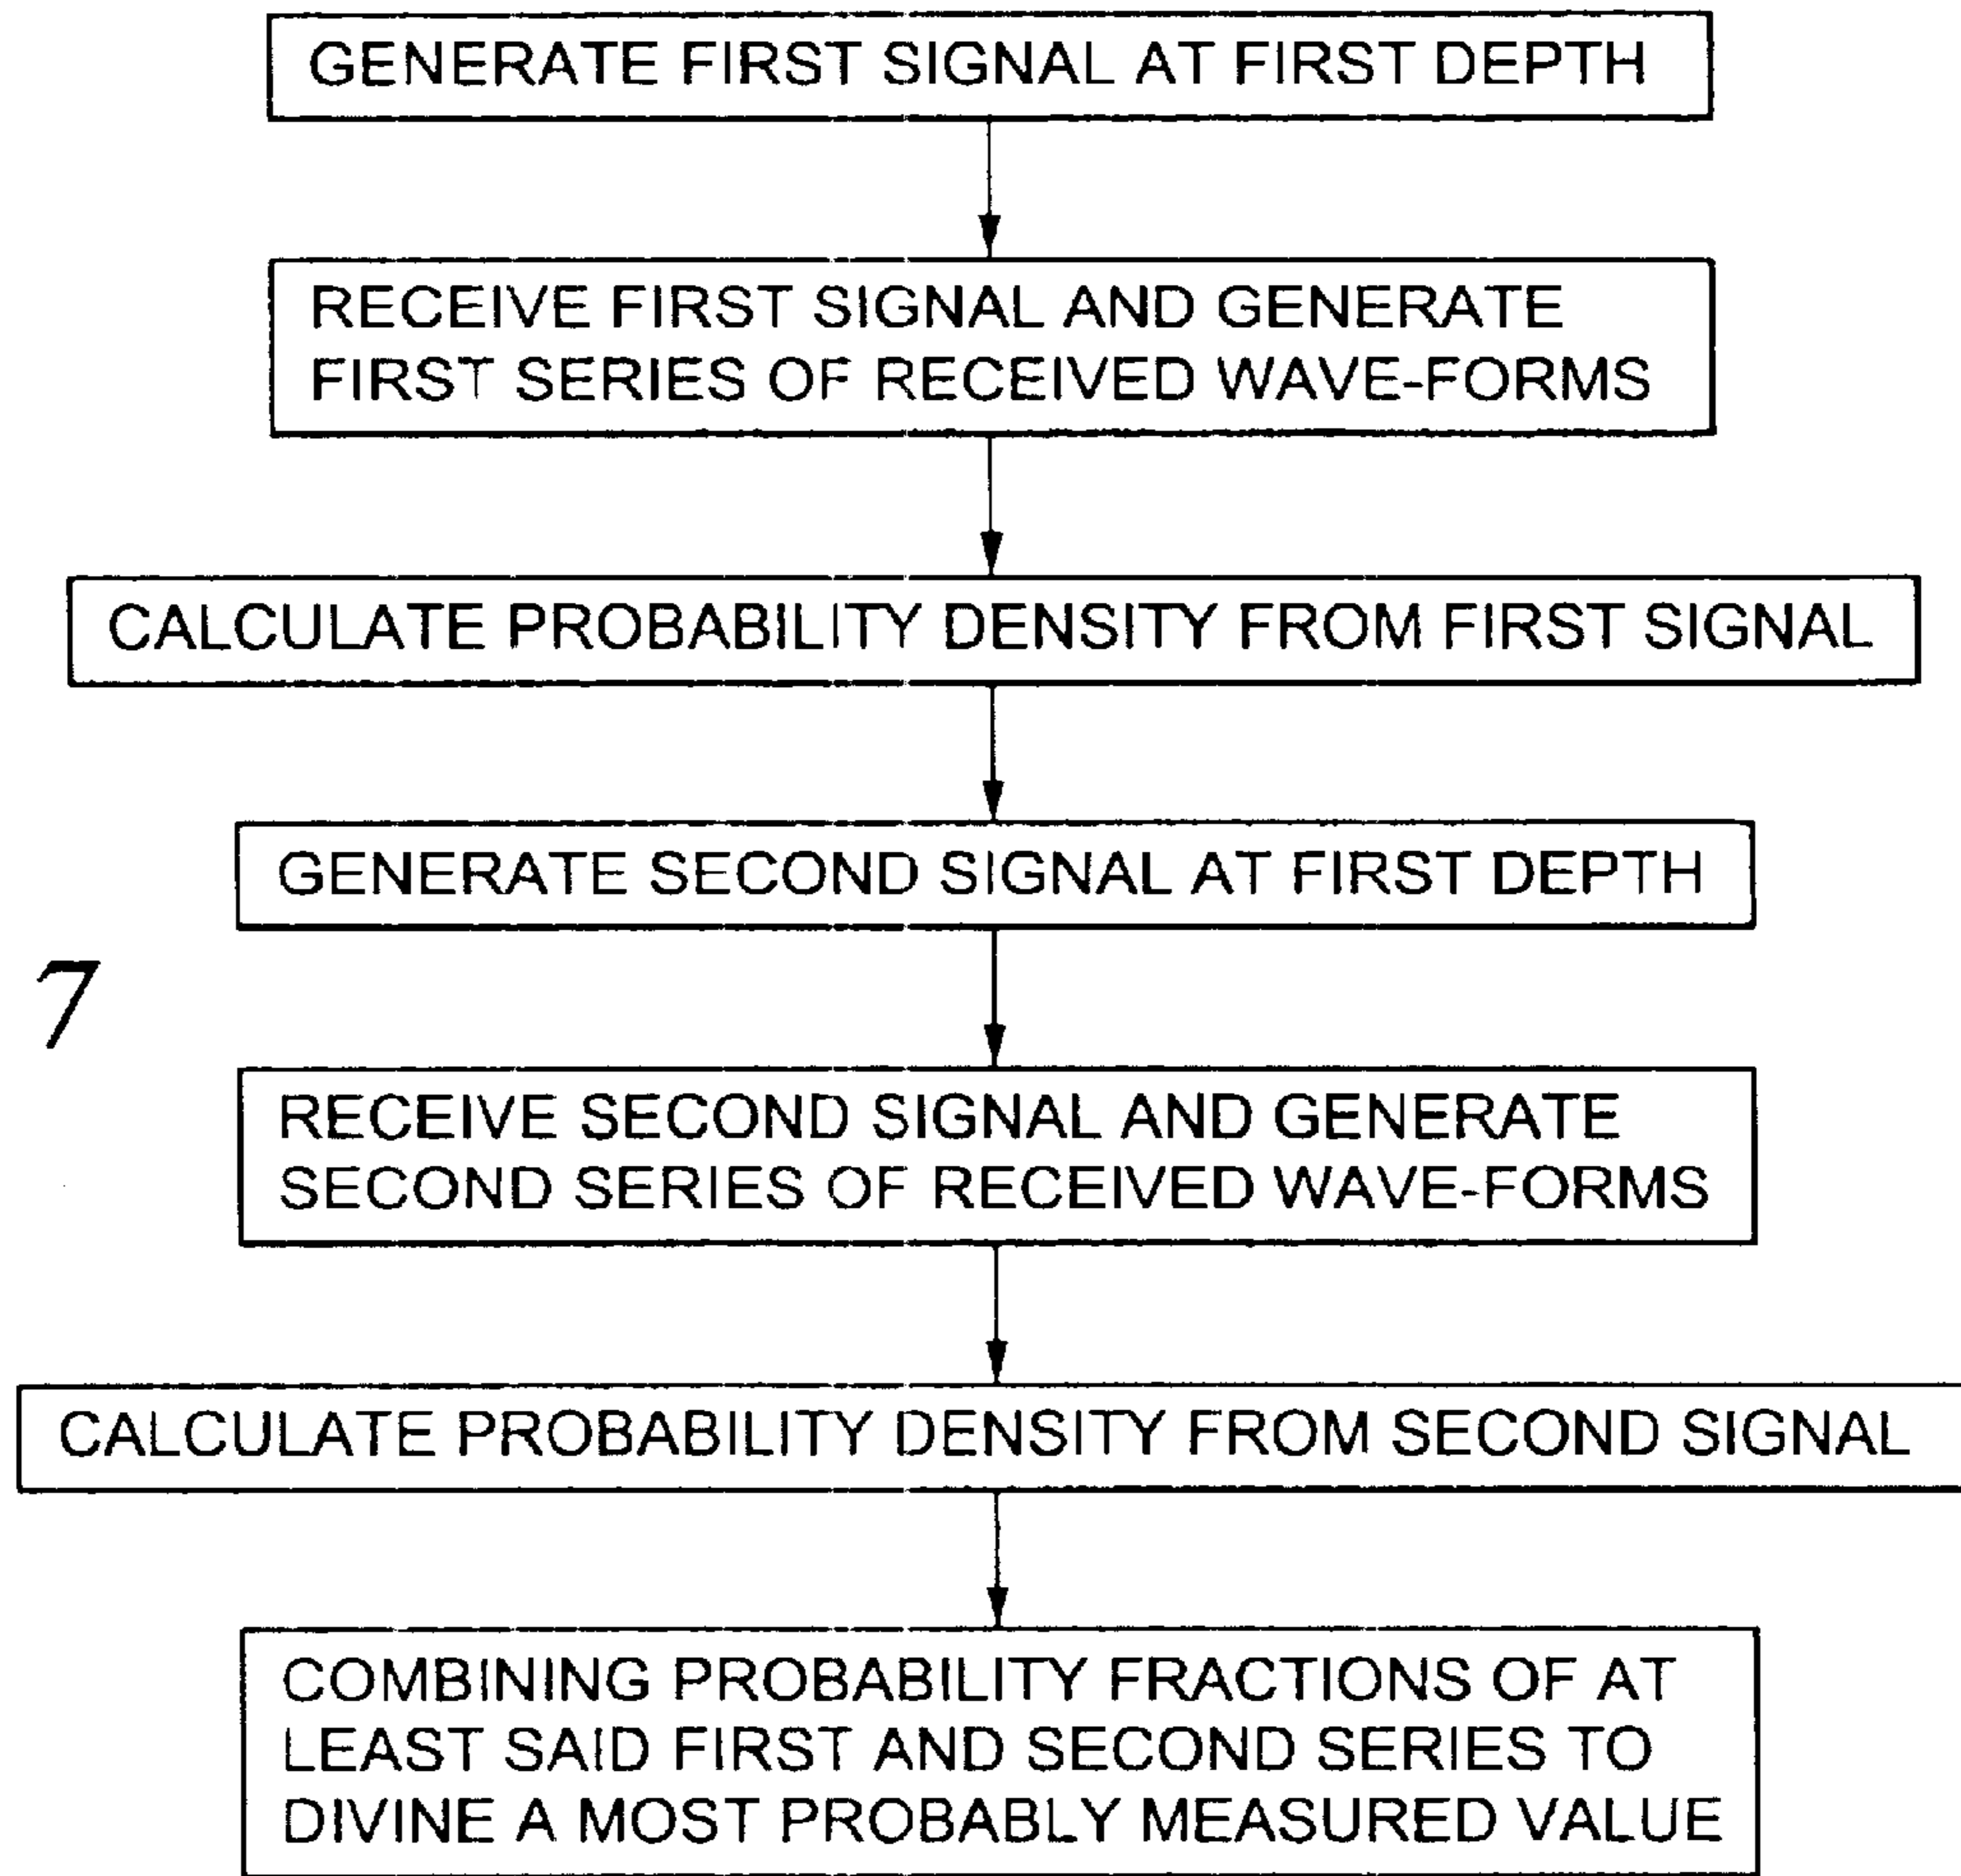 GENERATE FIRST SIGNAL AT FIRST DEPTH
RECEIVE FIRST SIGNAL AND GENERATE
FIRST SERIES OF RECEIVED WAVE-FORMS
CALCULATE PROBABILITY DENSITY FROM FIRST SIGNAL
GENERATE SECOND SIGNAL AT FIRST DEPTH
7
RECEIVE SECOND SIGNAL AND GENERATE
SECOND SERIES OF RECEIVED WAVE-FORMS
CALCULATE PROBABILITY DENSITY FROM SECOND SIGNAL
COMBINING PROBABILITY FRACTIONS OF AT
LEAST SAID FIRST AND SECOND SERIES TO
DIVINE A MOST PROBABLY MEASURED VALUE